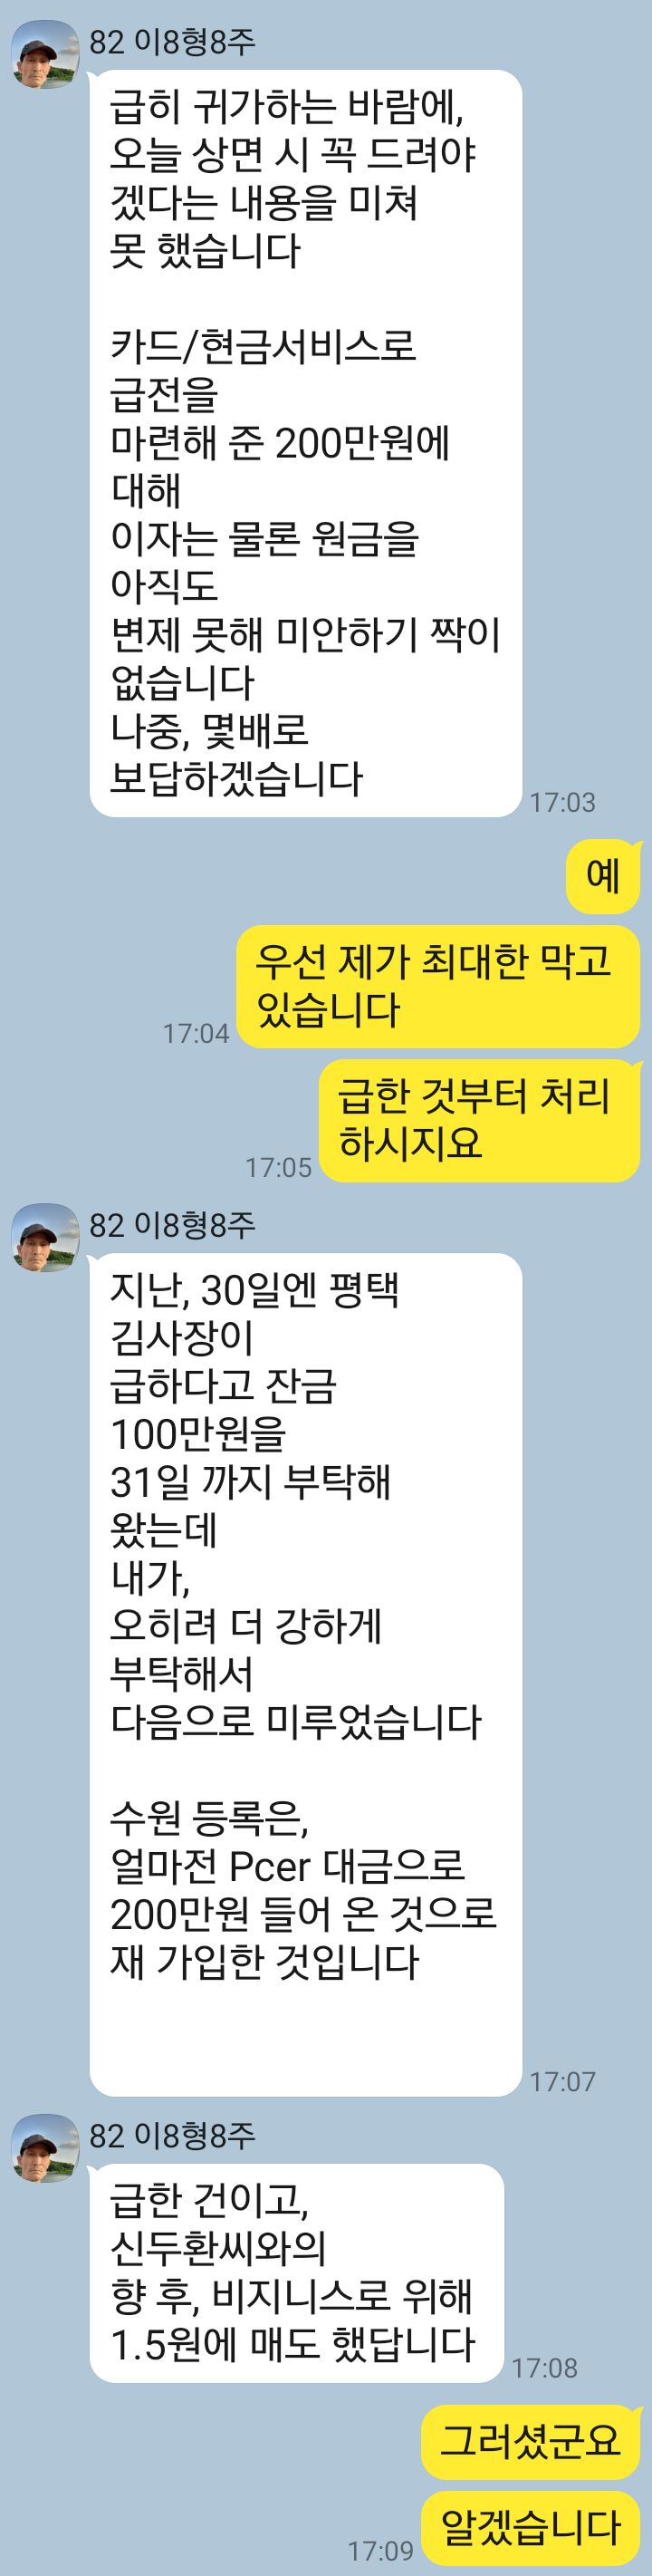 82 이8형8주
급히 귀가하는 바람에,
오늘 상면 시 꼭 드려야
겠다는 내용을 미쳐
못 했습니다
카드/현금서비스로
급전을
마련해 준 200만원에
대해
이자는 물론 원금을
아직도
변제 못해 미안하기 짝이
없습니다
나중, 몇배로
보답하겠습니다
17:03
예
우선 제가 최대한 막고
있습니다
17:04
급한 것부터 처리
하시지요
17:05
82 이8형8주
지난, 30일엔 평택
김사장이
급하다고 잔금
100만원을
31일 까지 부탁해
왔는데
내가,
오히려 더 강하게
부탁해서
다음으로 미루었습니다
수원 등록은,
얼마전 Pcer 대금으로
200만원 들어 온 것으로
재 가입한 것입니다
17:07
82 이8형8주
급한 건이고,
신두환씨와의
향 후, 비지니스로 위해
1.5원에 매도 했답니다
17:08
그러셨군요
알겠습니다
17:09